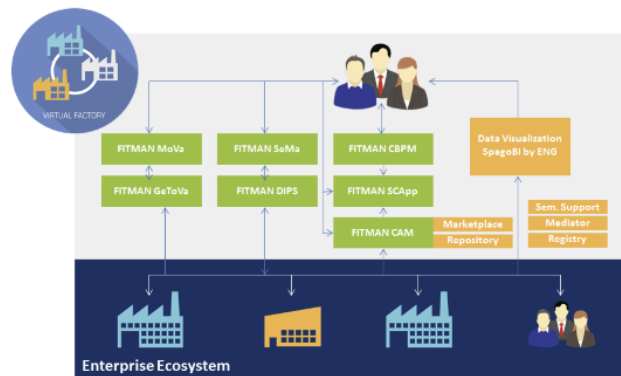 VIRTUAL FACTORY
FITMAN MoVa
FITMAN SeMa
FITMAN CBPM
Data Visualization
SpagoBI by ENG
FITMAN GeToVa
FITMAN DIPS
FITMAN SCApp
Sem. Support
FITMAN CAM
Marketplace
Mediator
Repository
Registry
Enterprise Ecosystem